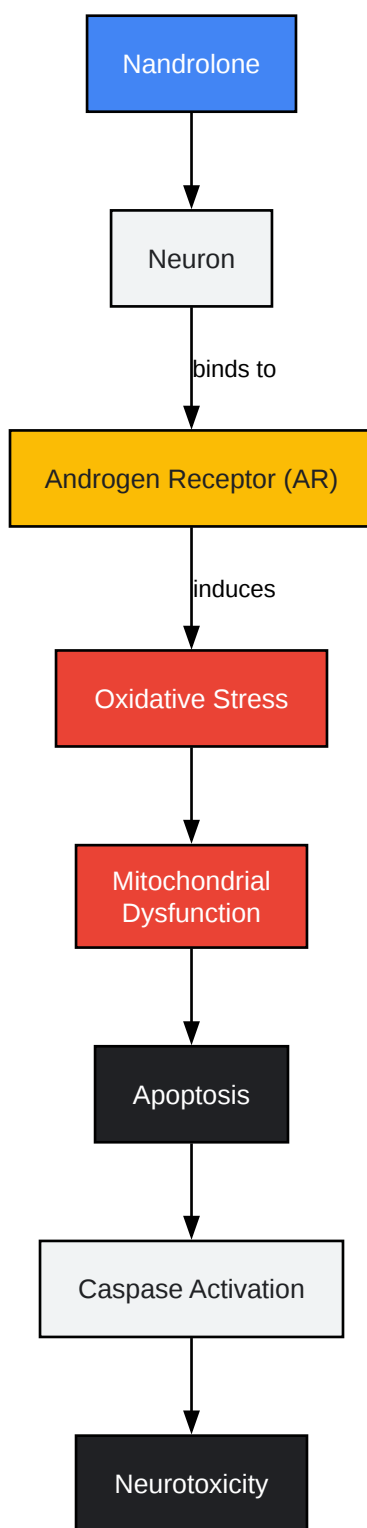 Nandrolone
Neuron
binds to
Androgen Receptor (AR)
induces
Oxidative Stress
Mitochondrial
Dysfunction
Apoptosis
Caspase Activation
Neurotoxicity